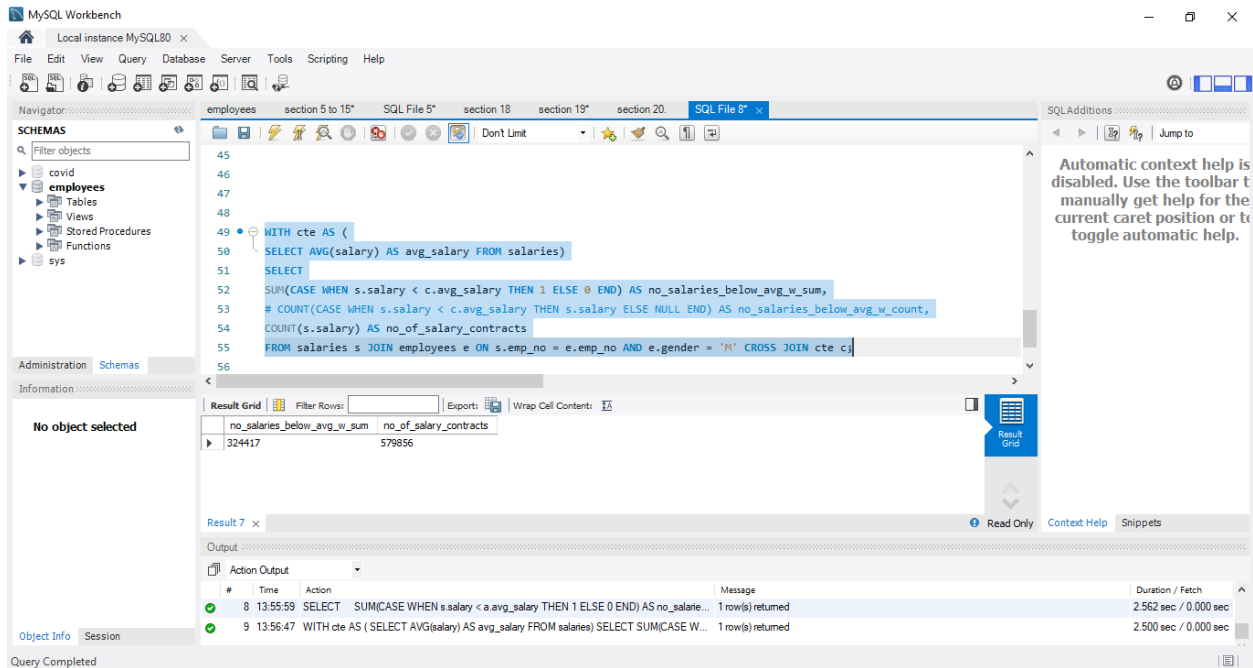 MySQL Workbench
Local instance MySQL80
File Edit View Query Database Server Tools Scripting Help
Navigator
SCHEMAS
Filter objects
covid
employees
Tables
Views
Stored Procedures
Functions
sys
Administration Schemas
Information
No object selected
Object Info Session
Query Completed
employees section 5 to 15* SQL File 5* section 18 section 19* section 20. SQL File 8*
Don't Limit
45
46
47
48
49 WITH cte AS (
50 SELECT AVG(salary) AS avg_salary FROM salaries)
51 SELECT
52 SUM(CASE WHEN s.salary < c.avg_salary THEN 1 ELSE 0 END) AS no_salaries_below_avg_w_sum,
53 # COUNT(CASE WHEN s.salary < c.avg_salary THEN s.salary ELSE NULL END) AS no_salaries_below_avg_w_count,
54 COUNT(s.salary) AS no_of_salary_contracts
55 FROM salaries s JOIN employees e ON s.emp_no = e.emp_no AND e.gender = 'M' CROSS JOIN cte c;
56
Result Grid Filter Rows: Export: Wrap Cell Content:
no_salaries_below_avg_w_sum no_of_salary_contracts
324417 579856
Result Grid
Result 7 Read Only
Output
Action Output
# Time Action Message Duration / Fetch
8 13:55:59 SELECT SUM(CASE WHEN s.salary < a.avg_salary THEN 1 ELSE 0 END) AS no_salarie... 1 row(s) returned 2.562 sec / 0.000 sec
9 13:56:47 WITH cte AS ( SELECT AVG(salary) AS avg_salary FROM salaries) SELECT SUM(CASE W... 1 row(s) returned 2.500 sec / 0.000 sec
SQLAdditions
Jump to
Automatic context help is
disabled. Use the toolbar t
manually get help for the
current caret position or to
toggle automatic help.
Context Help Snippets